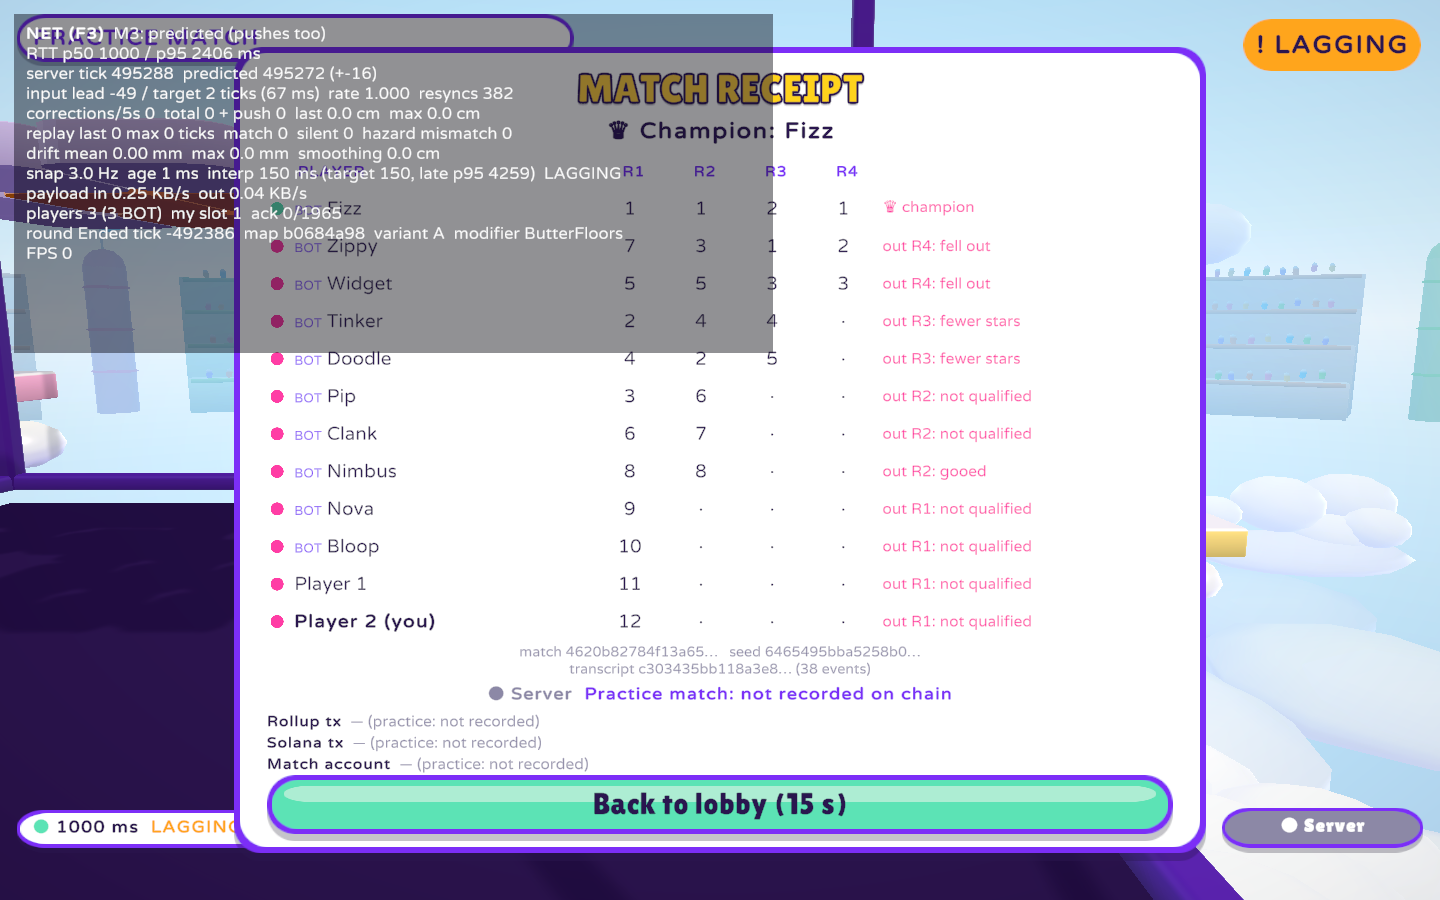 PRACTICE MATCH
NET (F3)  M3: predicted (pushes too)
RTT p50 1000 / p95 2406 ms
server tick 495288  predicted 495272 (+-16)
input lead -49 / target 2 ticks (67 ms)  rate 1.000  resyncs 382
corrections/5s 0  total 0 + push 0  last 0.0 cm  max 0.0 cm
replay last 0 max 0 ticks  match 0  silent 0  hazard mismatch 0
drift mean 0.00 mm  max 0.0 mm  smoothing 0.0 cm
snap 3.0 Hz  age 1 ms  interp 150 ms (target 150, late p95 4259)  LAGGING
payload in 0.25 KB/s  out 0.04 KB/s
players 3 (3 BOT)  my slot 1  ack 0/1965
round Ended tick -492386  map b0684a98  variant A  modifier ButterFloors
FPS 0
! LAGGING
MATCH RECEIPT
♛ Champion: Fizz
PLAYER R1 R2 R3 R4
BOT Fizz 1 1 2 1 ♛ champion
BOT Zippy 7 3 1 2 out R4: fell out
BOT Widget 5 5 3 3 out R4: fell out
BOT Tinker 2 4 4 · out R3: fewer stars
BOT Doodle 4 2 5 · out R3: fewer stars
BOT Pip 3 6 · · out R2: not qualified
BOT Clank 6 7 · · out R2: not qualified
BOT Nimbus 8 8 · · out R2: gooed
BOT Nova 9 · · · out R1: not qualified
BOT Bloop 10 · · · out R1: not qualified
Player 1 11 · · · out R1: not qualified
Player 2 (you) 12 · · · out R1: not qualified
match 4620b82784f13a65…  seed 6465495bba5258b0…
transcript c303435bb118a3e8… (38 events)
Server  Practice match: not recorded on chain
Rollup tx — (practice: not recorded)
Solana tx — (practice: not recorded)
Match account — (practice: not recorded)
Back to lobby (15 s)
1000 ms LAGGING
Server